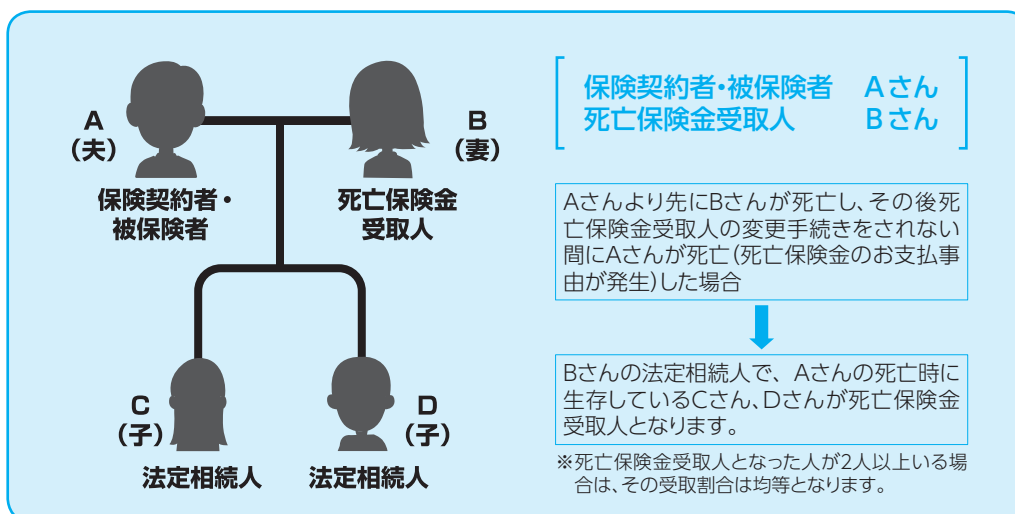 A
（夫）
保険契約者・
被保険者
B
（妻）
死亡保険金
受取人
C
（子）
法定相続人
D
（子）
法定相続人
保険契約者・被保険者　Aさん
死亡保険金受取人　Bさん
Aさんより先にBさんが死亡し、その後死
亡保険金受取人の変更手続きをされない
間にAさんが死亡（死亡保険金のお支払事
由が発生）した場合
Bさんの法定相続人で、Aさんの死亡時に
生存しているCさん、Dさんが死亡保険金
受取人となります。
※死亡保険金受取人となった人が2人以上いる場
合は、その受取割合は均等となります。